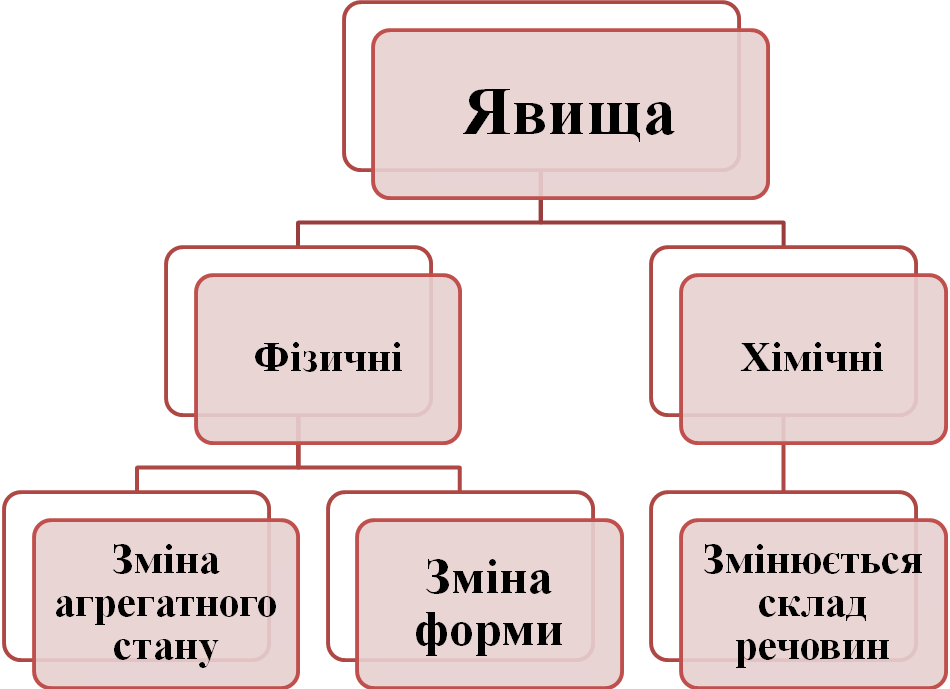 Явища
Фізичні
Хімічні
Зміна
агрегатного
стану
Зміна
форми
Змінюється
склад
речовин